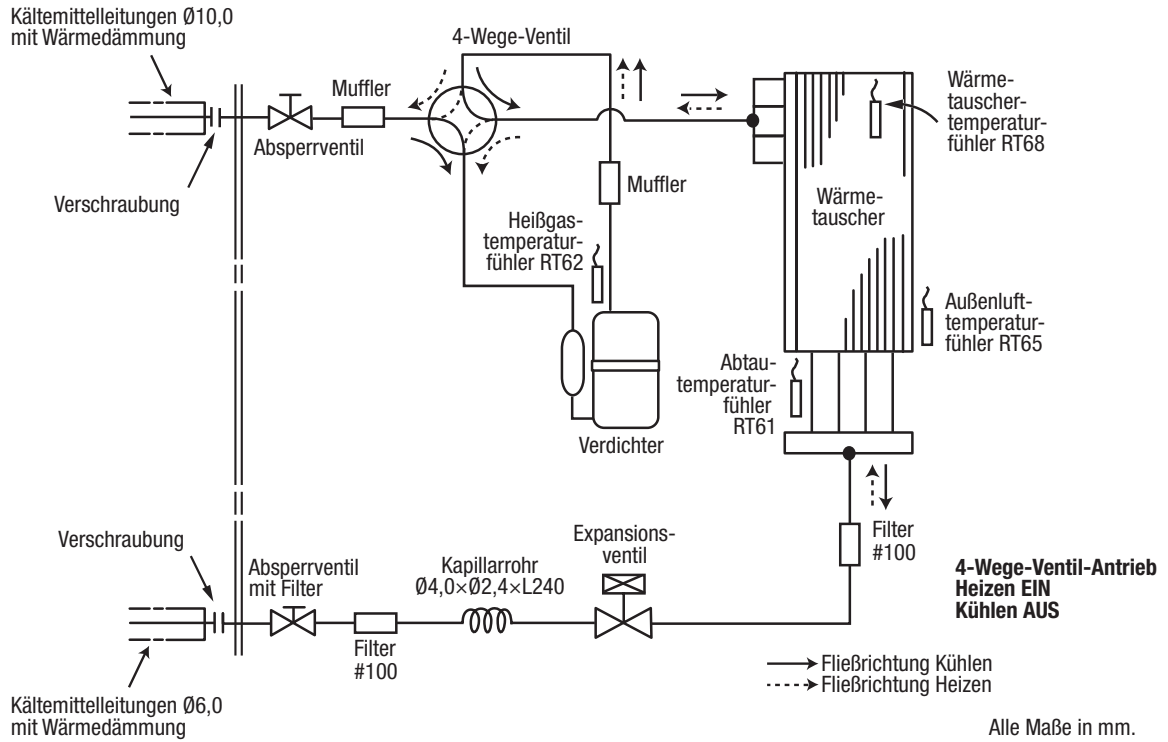 Kältemittelleitungen Ø10,0
mit Wärmedämmung
4-Wege-Ventil
Muffler
Absperrventil
Verschraubung
Muffler
Heißgas-
temperatur-
fühler RT62
Wärme-
tauscher-
temperatur-
fühler RT68
Wärme-
tauscher
Außenluft-
temperatur-
fühler RT65
Abtau-
temperatur-
fühler
RT61
Verdichter
Verschraubung
Absperrventil
mit Filter
Kapillarrohr
Ø4,0×Ø2,4×L240
Expansions-
ventil
Filter
#100
Filter
#100
4-Wege-Ventil-Antrieb
Heizen EIN
Kühlen AUS
Fließrichtung Kühlen
Fließrichtung Heizen
Kältemittelleitungen Ø6,0
mit Wärmedämmung
Alle Maße in mm.